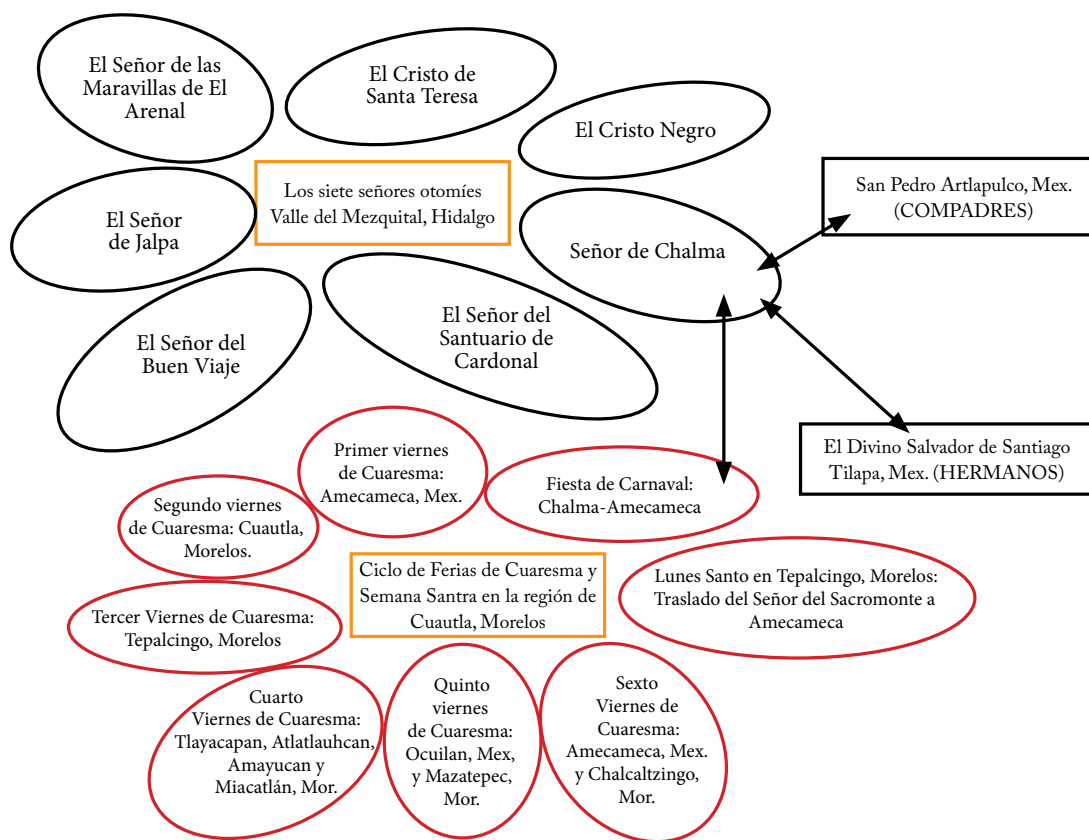 El Señor de las
Maravillas de El
Arenal
El Cristo de
Santa Teresa
El Cristo Negro
Los siete señores otomíes
Valle del Mezquital, Hidalgo
San Pedro Artlapulco, Mex.
(COMPADRES)
El Señor
de Jalpa
Señor de Chalma
El Señor del
Buen Viaje
El Señor del
Santuario de
Cardonal
El Divino Salvador de Santiago
Tilapa, Mex. (HERMANOS)
Primer viernes
de Cuaresma:
Amecameca, Mex.
Fiesta de Carnaval:
Chalma-Amecameca
Segundo viernes
de Cuaresma: Cuautla,
Morelos.
Ciclo de Ferias de Cuaresma y
Semana Santra en la región de
Cuautla, Morelos
Lunes Santo en Tepalcingo, Morelos:
Traslado del Señor del Sacromonte a
Amecameca
Tercer Viernes de Cuaresma:
Tepalcingo, Morelos
Cuarto
Viernes de Cuaresma:
Tlayacapan, Atlatlauhcan,
Amayucan y
Miacatlán, Mor.
Quinto
viernes
de Cuaresma:
Ocuilan, Mex,
y Mazatepec,
Mor.
Sexto
Viernes de
Cuaresma:
Amecameca, Mex.
y Chalcaltzingo,
Mor.